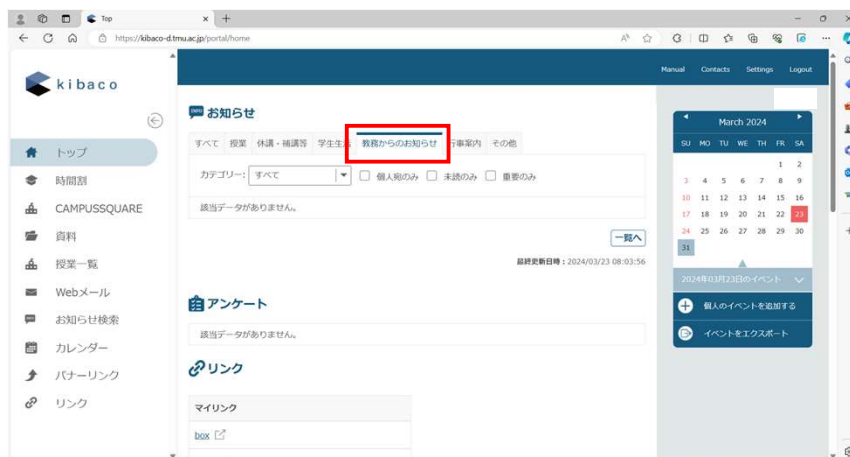 Top
https://kibaco-d.tmu.ac.jp/portal/home
Manual Contacts Settings Logout
kibaco
トップ
時間割
CAMPUSSQUARE
資料
授業一覧
Webメール
お知らせ検索
カレンダー
バナーリンク
リンク
お知らせ
すべて 授業 休講・補講等 学生生活 教務からのお知らせ 行事案内 その他
カテゴリー: すべて 個人宛のみ 未読のみ 重要のみ
該当データがありません。
一覧へ
最終更新日時：2024/03/23 08:03:56
アンケート
該当データがありません。
リンク
マイリンク
box
March 2024
SU MO TU WE TH FR SA
1 2
3 4 5 6 7 8 9
10 11 12 13 14 15 16
17 18 19 20 21 22 23
24 25 26 27 28 29 30
31
2024年03月23日のイベント
個人のイベントを追加する
イベントをエクスポート